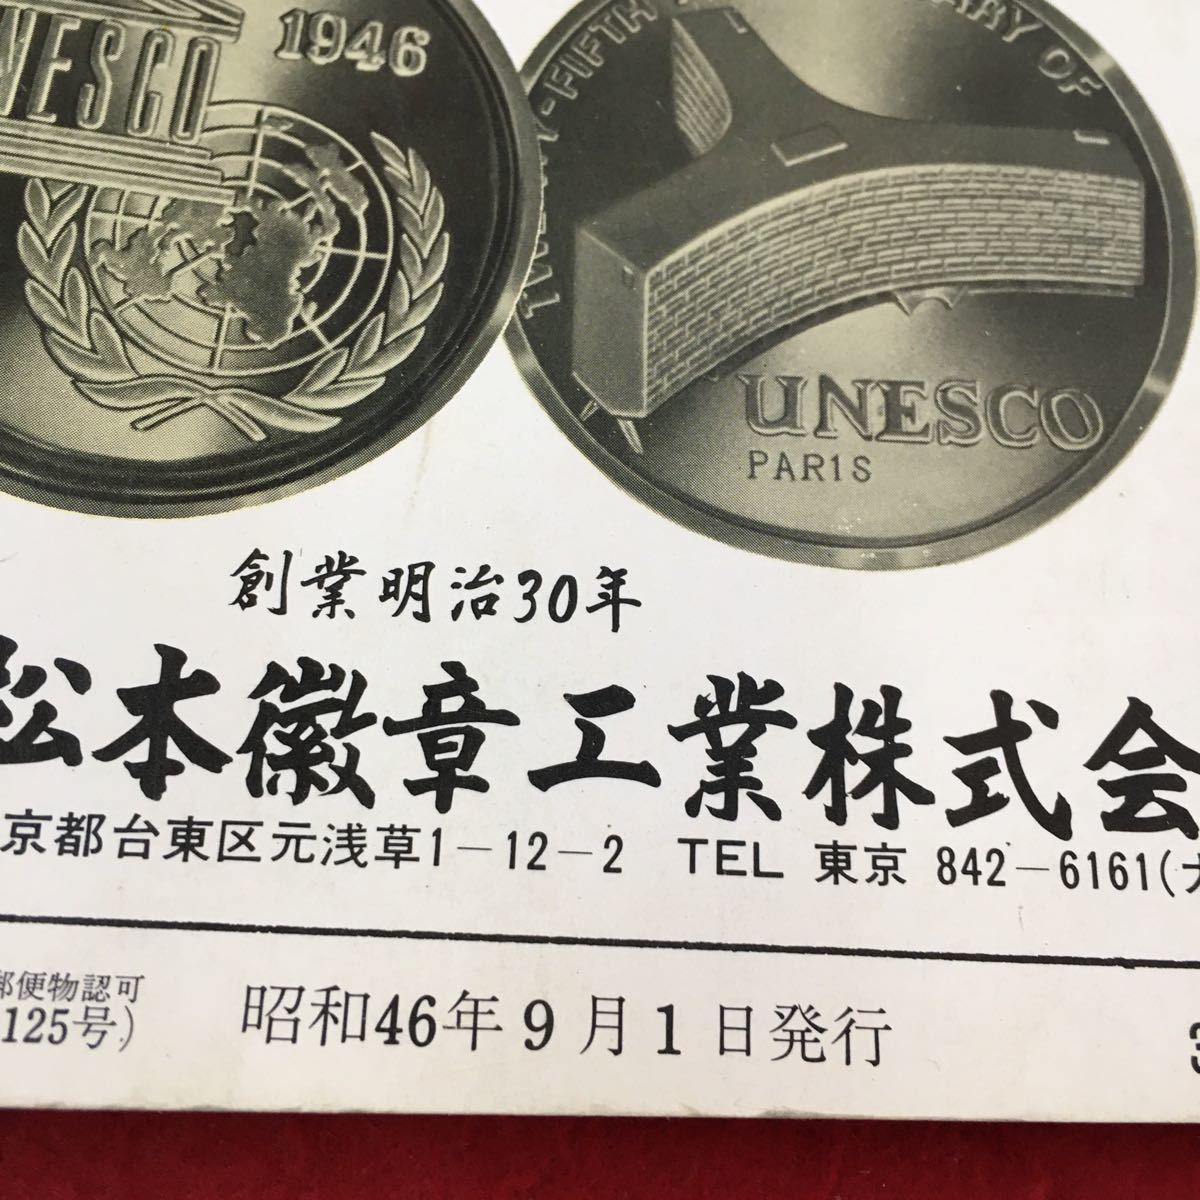 1946
UNESCO
PARIS
創業明治30年
松本徽章工業株式会
京都台東区元浅草1-12-2 TEL 東京 842-6161(
郵便物認可
125号)
昭和46年9月1日発行